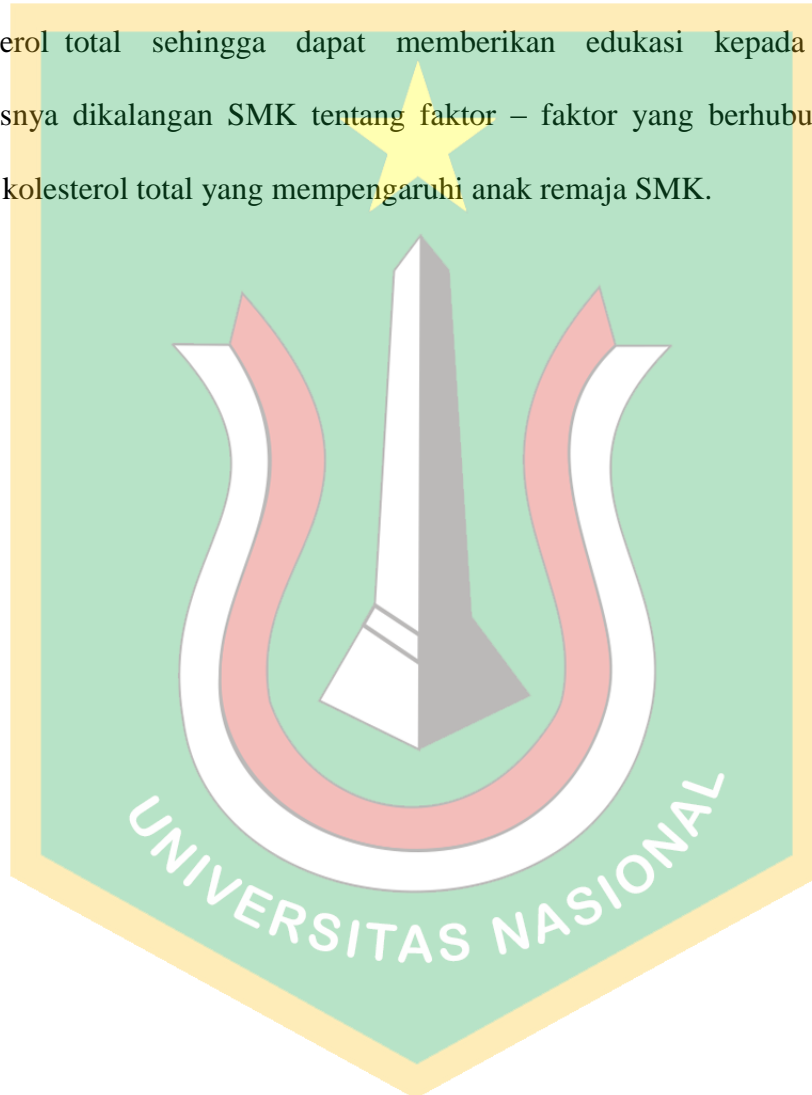 erol total sehingga dapat memberikan edukasi kepada
snya dikalangan SMK tentang faktor – faktor yang berhubu
kolesterol total yang mempengaruhi anak remaja SMK.
UNIVERSITAS NASIONAL